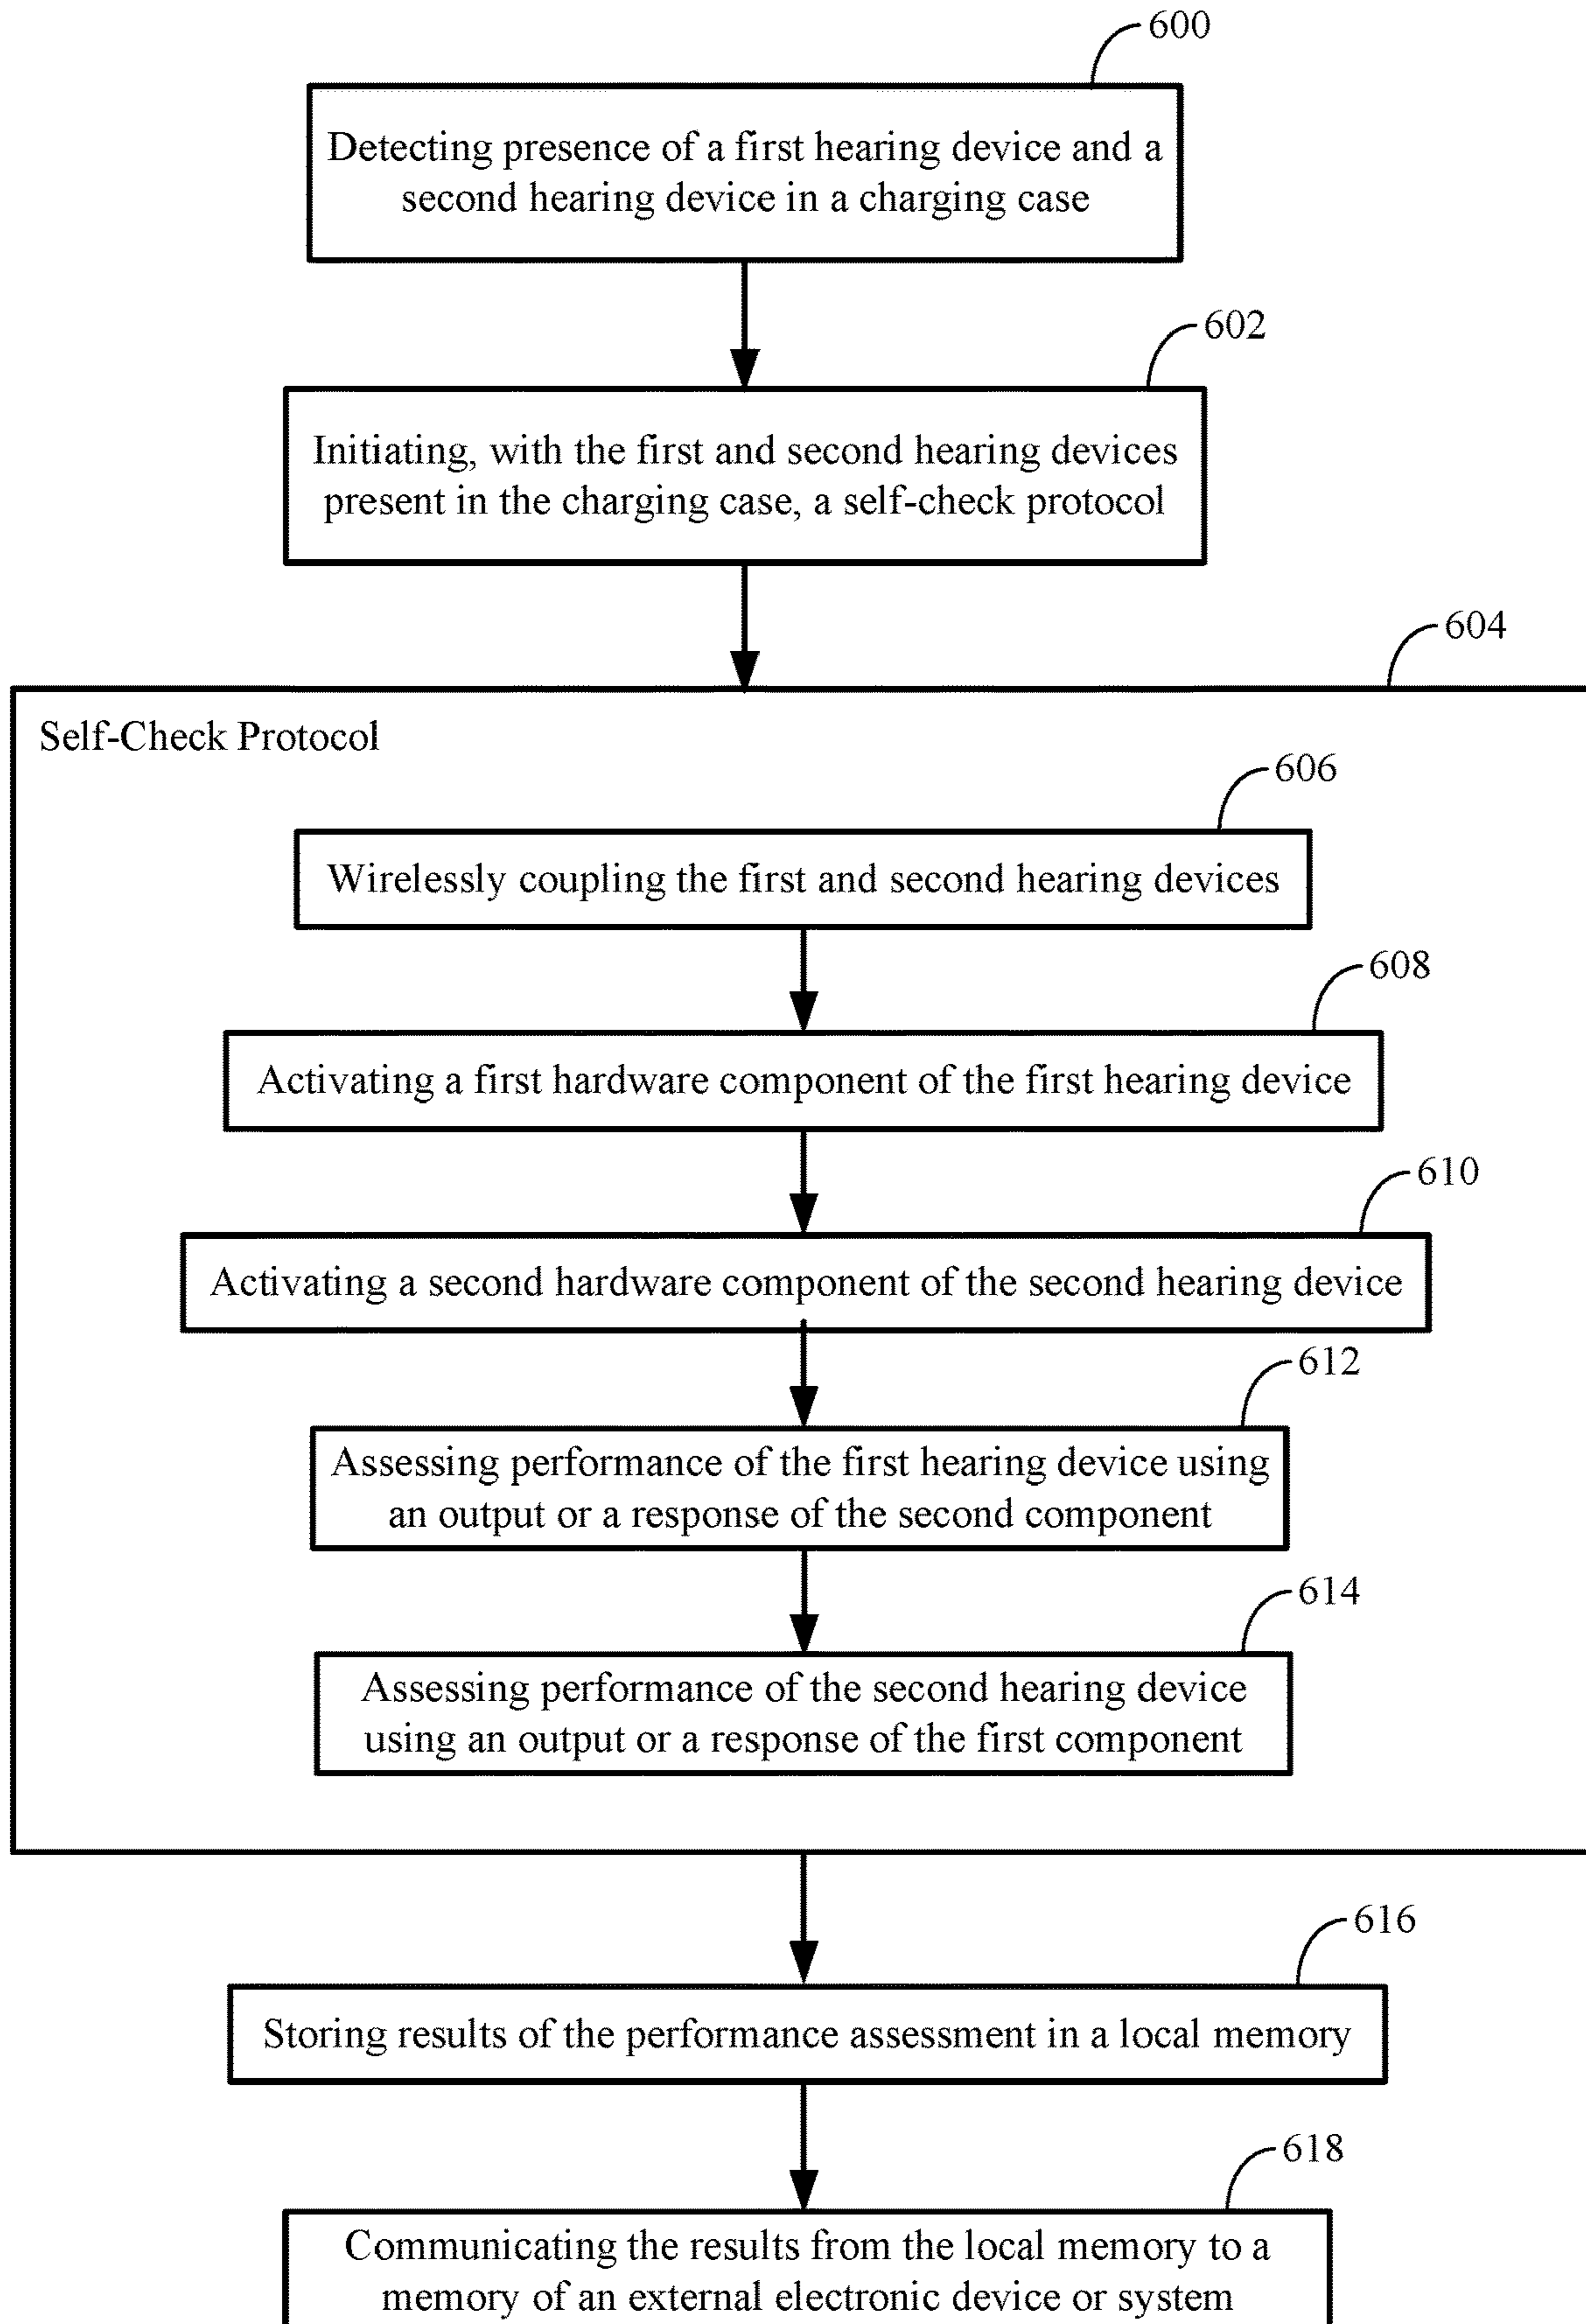 600
Detecting presence of a first hearing device and a
second hearing device in a charging case
602
Initiating, with the first and second hearing devices
present in the charging case, a self-check protocol
604
Self-Check Protocol
606
Wirelessly coupling the first and second hearing devices
608
Activating a first hardware component of the first hearing device
610
Activating a second hardware component of the second hearing device
612
Assessing performance of the first hearing device using
an output or a response of the second component
614
Assessing performance of the second hearing device
using an output or a response of the first component
616
Storing results of the performance assessment in a local memory
618
Communicating the results from the local memory to a
memory of an external electronic device or system